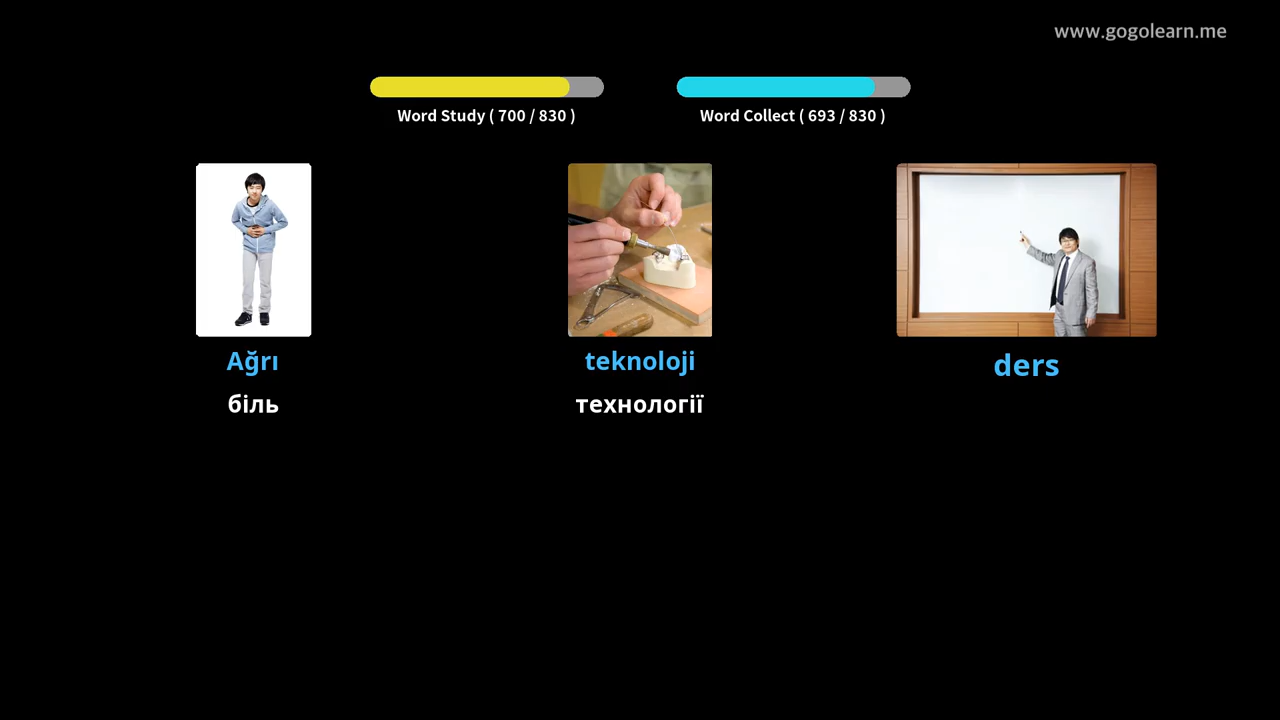 www.gogolearn.me
Word Study ( 700 / 830 )
Word Collect ( 693 / 830 )
Ağrı
біль
teknoloji
технології
ders